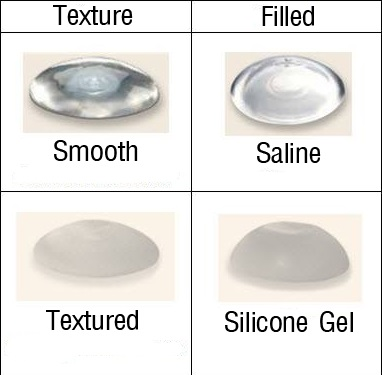 Texture Filled
Smooth Saline
Textured Silicone Gel